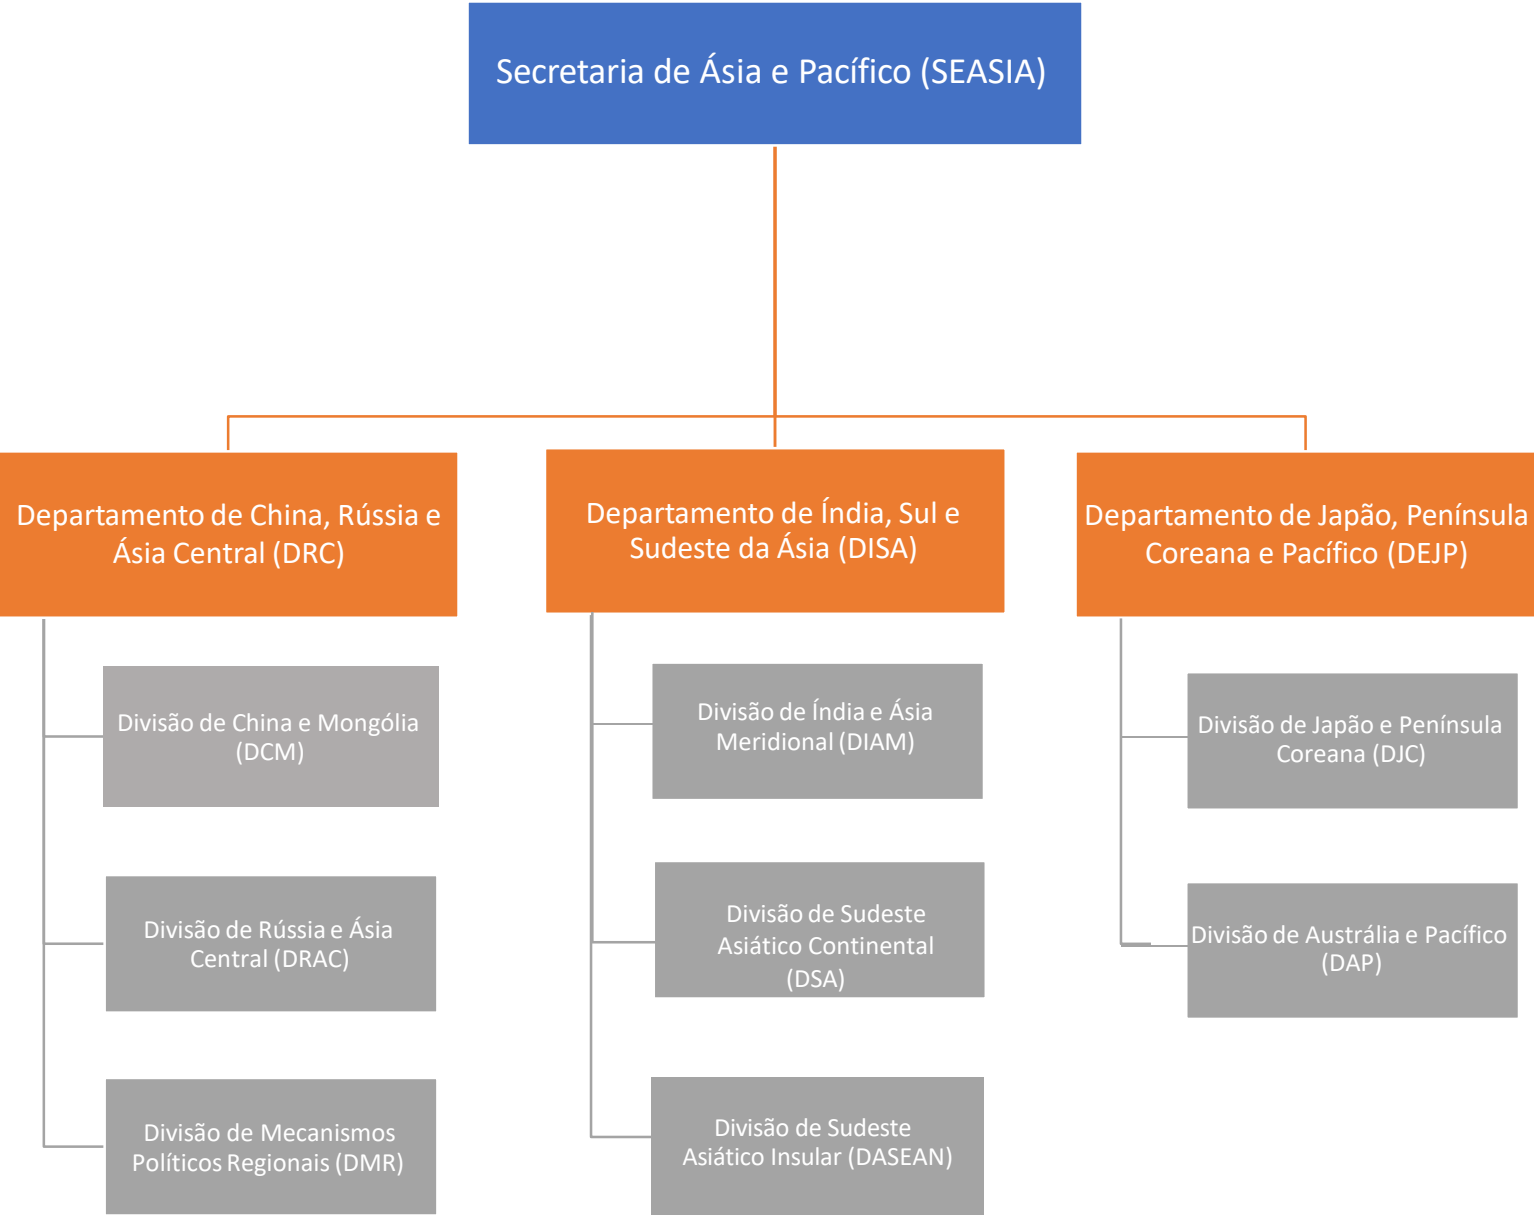 Secretaria de Ásia e Pacífico (SEASIA)
Departamento de China, Rússia e
Ásia Central (DRC)
Divisão de China e Mongólia
(DCM)
Divisão de Rússia e Ásia
Central (DRAC)
Divisão de Mecanismos
Políticos Regionais (DMR)
Departamento de Índia, Sul e
Sudeste da Ásia (DISA)
Divisão de Índia e Ásia
Meridional (DIAM)
Divisão de Sudeste
Asiático Continental
(DSA)
Divisão de Sudeste
Asiático Insular (DASEAN)
Departamento de Japão, Península
Coreana e Pacífico (DEJP)
Divisão de Japão e Península
Coreana (DJC)
Divisão de Austrália e Pacífico
(DAP)